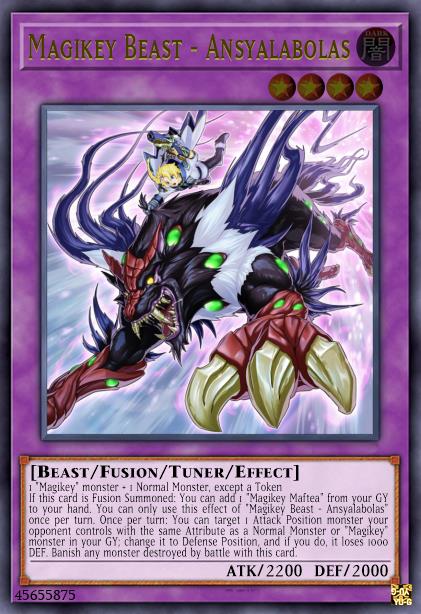 Magikey Beast - Ansyalabolas
DARK
闇
[Beast/Fusion/Tuner/Effect]
1 "Magikey" monster + 1 Normal Monster, except a Token
If this card is Fusion Summoned: You can add 1 "Magikey Maftea" from your GY
to your hand. You can only use this effect of "Magikey Beast - Ansyalabolas"
once per turn. Once per turn: You can target 1 Attack Position monster your
opponent controls with the same Attribute as a Normal Monster or "Magikey"
monster in your GY; change it to Defense Position, and if you do, it loses 1000
DEF. Banish any monster destroyed by battle with this card.
ATK/2200 DEF/2000
45655875